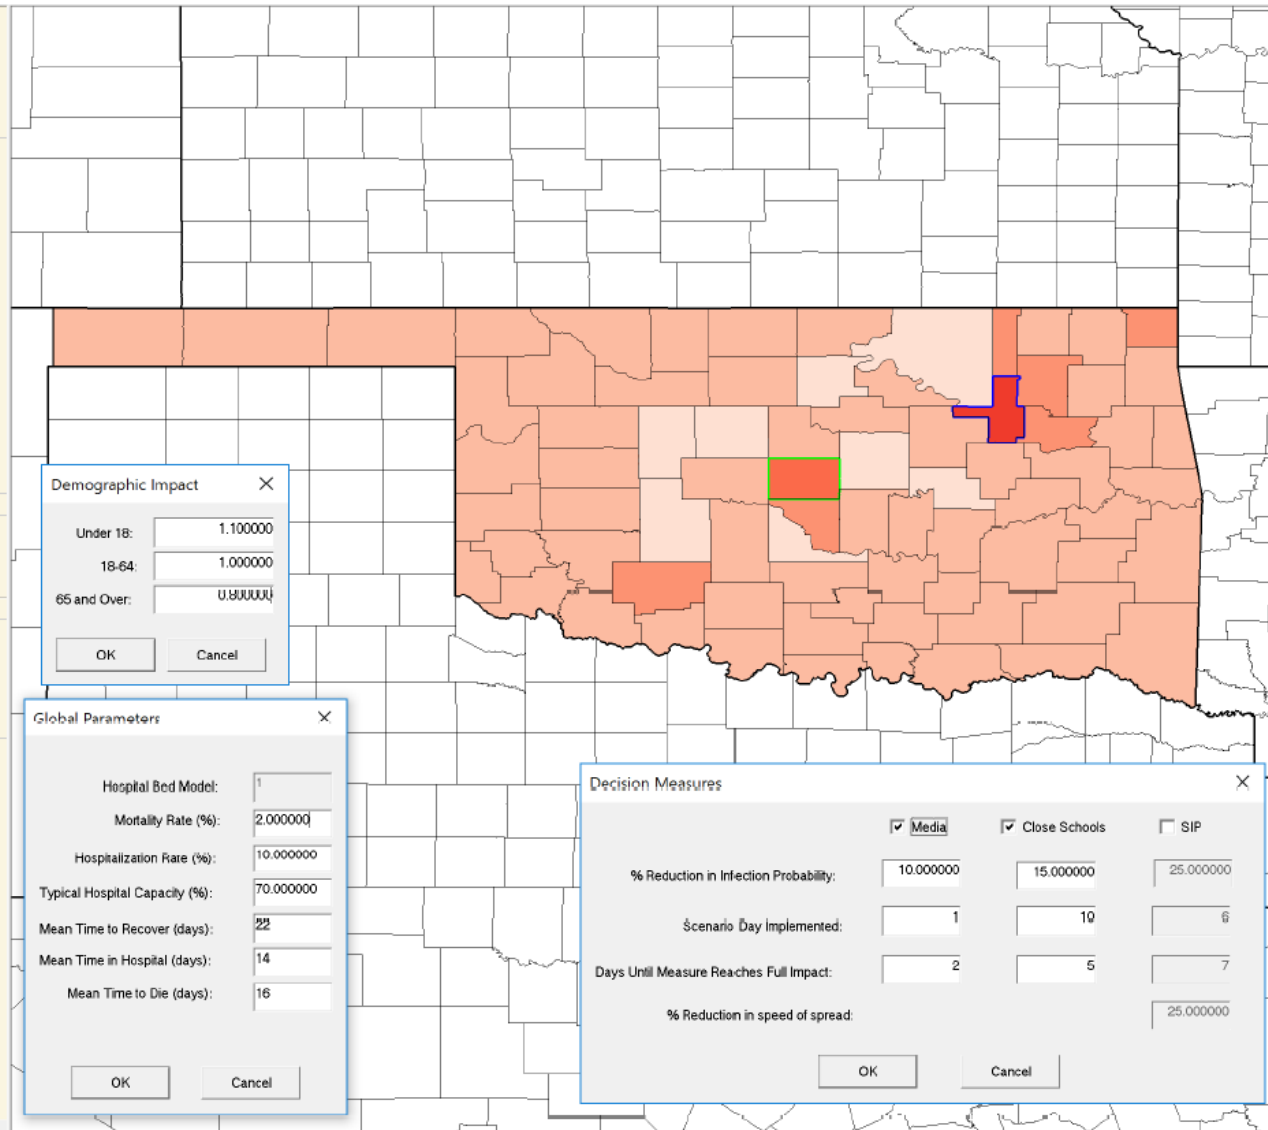 Demographic Impact
Under 18: 1.100000
18-64: 1.000000
65 and Over: 0.800000
OK Cancel
Global Parameters
Hospital Bed Model: 1
Mortality Rate (%): 2.000000
Hospitalization Rate (%): 10.000000
Typical Hospital Capacity (%): 70.000000
Mean Time to Recover (days): 22
Mean Time in Hospital (days): 14
Mean Time to Die (days): 16
OK Cancel
Decision Measures
Media Close Schools SIP
% Reduction in Infection Probability: 10.000000 15.000000 25.000000
Scenario Day Implemented: 1 10 6
Days Until Measure Reaches Full Impact: 2 5 7
% Reduction in speed of spread: 25.000000
OK Cancel